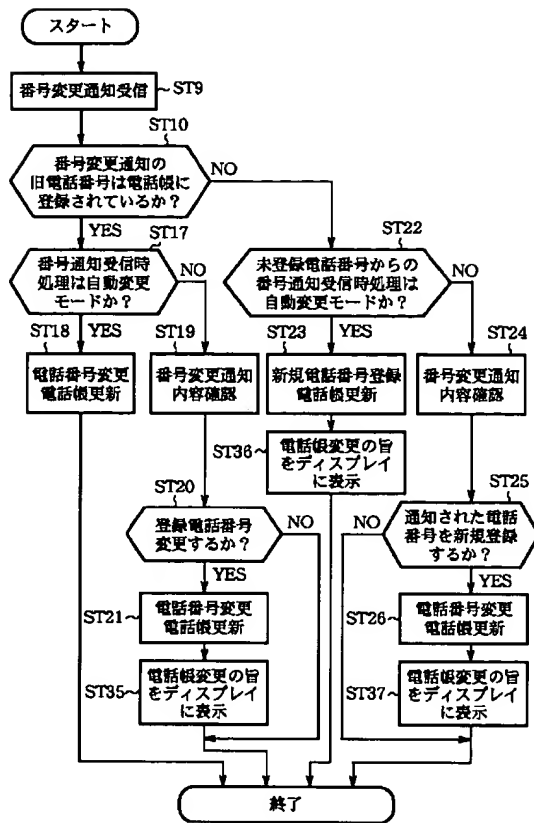 スタート
番号変更通知受信
ST9
ST10
番号変更通知の
旧電話番号は電話帳に
登録されているか？
NO
YES
ST17
番号通知受信時
処理は自動変更
モードか？
NO
YES
ST22
未登録電話番号からの
番号通知受信時処理は
自動変更モードか？
NO
YES
ST18
電話番号変更
電話帳更新
ST19
番号変更通知
内容確認
ST23
新規電話番号登録
電話帳更新
ST24
番号変更通知
内容確認
ST36
電話帳変更の旨
をディスプレイ
に表示
ST20
登録電話番号
変更するか？
NO
YES
ST25
通知された電話
番号を新規登録
するか？
NO
YES
ST21
電話番号変更
電話帳更新
ST26
電話番号変更
電話帳更新
ST35
電話帳変更の旨
をディスプレイ
に表示
ST37
電話帳変更の旨
をディスプレイ
に表示
終了